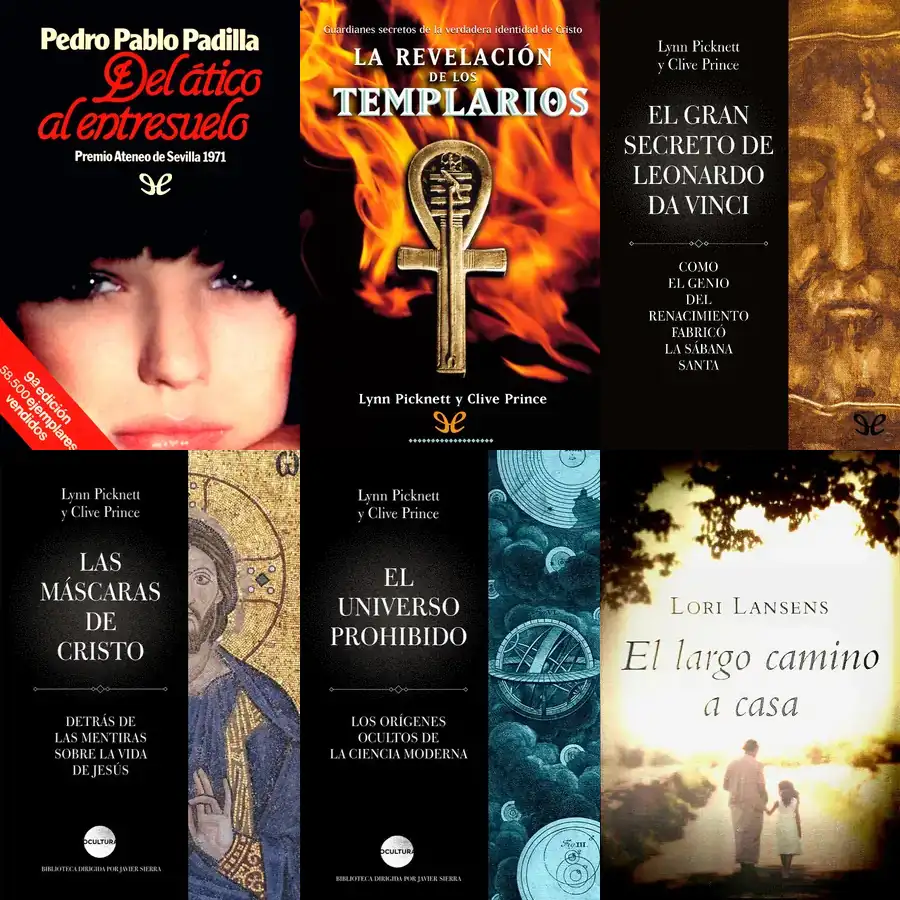 Pedro Pablo Padilla
Del ático
al entresuelo
Premio Ateneo de Sevilla 1971
9ª edición
58.500 ejemplares
vendidos
Guardianes secretos de la verdadera identidad de Cristo
LA REVELACIÓN
DE LOS
TEMPLARIOS
Lynn Picknett y Clive Prince
Lynn Picknett
y Clive Prince
EL GRAN
SECRETO DE
LEONARDO
DA VINCI
COMO
EL GENIO
DEL
RENACIMIENTO
FABRICÓ
LA SÁBANA
SANTA
Lynn Picknett
y Clive Prince
LAS
MÁSCARAS
DE
CRISTO
DETRÁS DE
LAS MENTIRAS
SOBRE LA VIDA
DE JESÚS
OCULTURA
BIBLIOTECA DIRIGIDA POR JAVIER SIERRA
Lynn Picknett
y Clive Prince
EL
UNIVERSO
PROHIBIDO
LOS ORÍGENES
OCULTOS DE
LA CIENCIA MODERNA
OCULTURA
BIBLIOTECA DIRIGIDA POR JAVIER SIERRA
Fig. III.
LORI LANSENS
El largo camino
a casa